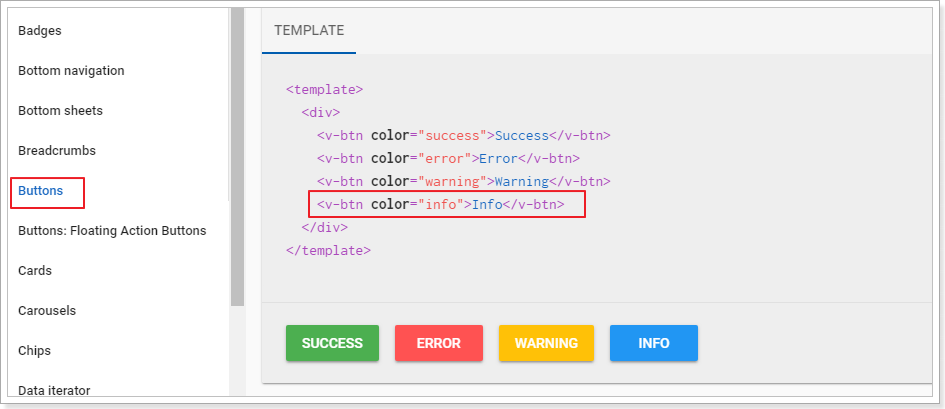 Badges
Bottom navigation
Bottom sheets
Breadcrumbs
Buttons
Buttons: Floating Action Buttons
Cards
Carousels
Chips
Data iterator
TEMPLATE
<template>
  <div>
    <v-btn color="success">Success</v-btn>
    <v-btn color="error">Error</v-btn>
    <v-btn color="warning">Warning</v-btn>
    <v-btn color="info">Info</v-btn>
  </div>
</template>
SUCCESS ERROR WARNING INFO